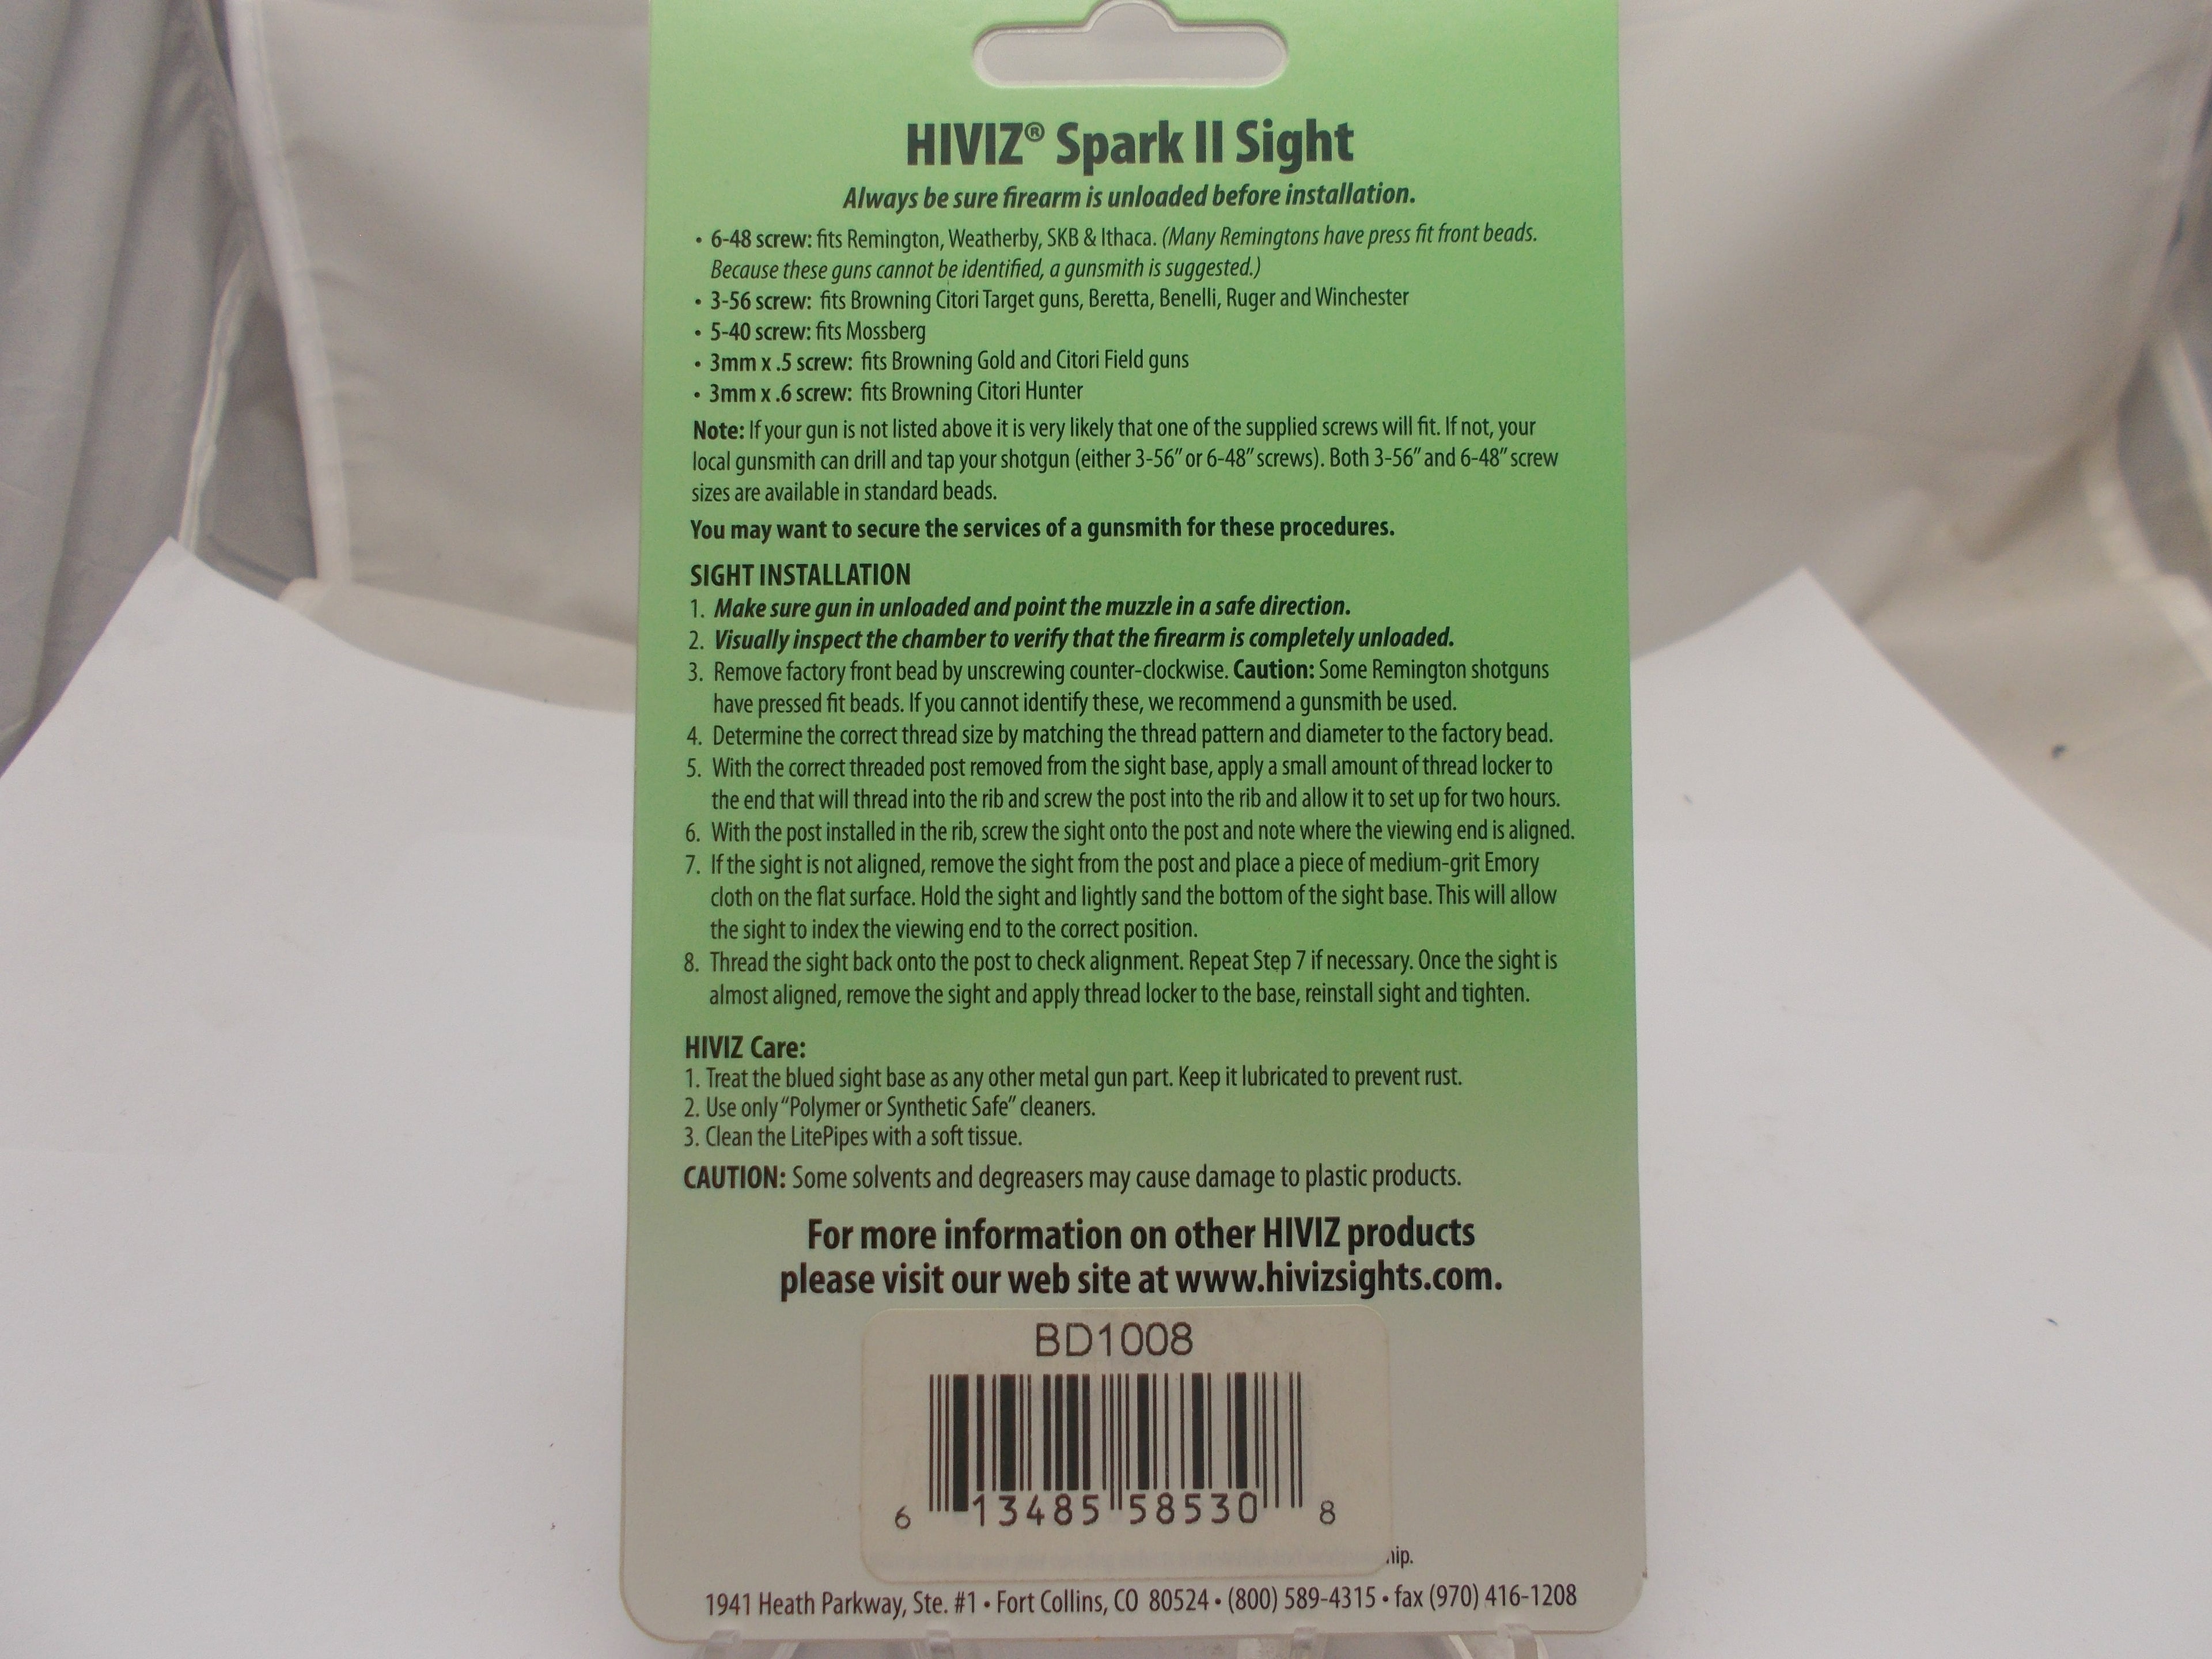 HIVIZ® Spark II Sight
Always be sure firearm is unloaded before installation.
• 6-48 screw: fits Remington, Weatherby, SKB & Ithaca. (Many Remingtons have press fit front beads.
Because these guns cannot be identified, a gunsmith is suggested.)
• 3-56 screw: fits Browning Citori Target guns, Beretta, Benelli, Ruger and Winchester
• 5-40 screw: fits Mossberg
• 3mm x .5 screw: fits Browning Gold and Citori Field guns
• 3mm x .6 screw: fits Browning Citori Hunter
Note: If your gun is not listed above it is very likely that one of the supplied screws will fit. If not, your
local gunsmith can drill and tap your shotgun (either 3-56" or 6-48" screws). Both 3-56" and 6-48" screw
sizes are available in standard beads.
You may want to secure the services of a gunsmith for these procedures.
SIGHT INSTALLATION
1. Make sure gun in unloaded and point the muzzle in a safe direction.
2. Visually inspect the chamber to verify that the firearm is completely unloaded.
3. Remove factory front bead by unscrewing counter-clockwise. Caution: Some Remington shotguns
have pressed fit beads. If you cannot identify these, we recommend a gunsmith be used.
4. Determine the correct thread size by matching the thread pattern and diameter to the factory bead.
5. With the correct threaded post removed from the sight base, apply a small amount of thread locker to
the end that will thread into the rib and screw the post into the rib and allow it to set up for two hours.
6. With the post installed in the rib, screw the sight onto the post and note where the viewing end is aligned.
7. If the sight is not aligned, remove the sight from the post and place a piece of medium-grit Emory
cloth on the flat surface. Hold the sight and lightly sand the bottom of the sight base. This will allow
the sight to index the viewing end to the correct position.
8. Thread the sight back onto the post to check alignment. Repeat Step 7 if necessary. Once the sight is
almost aligned, remove the sight and apply thread locker to the base, reinstall sight and tighten.
HIVIZ Care:
1. Treat the blued sight base as any other metal gun part. Keep it lubricated to prevent rust.
2. Use only "Polymer or Synthetic Safe" cleaners.
3. Clean the LitePipes with a soft tissue.
CAUTION: Some solvents and degreasers may cause damage to plastic products.
For more information on other HIVIZ products
please visit our web site at www.hivizsights.com.
BD1008
6 13485 58530 8
1941 Heath Parkway, Ste. #1 • Fort Collins, CO 80524 • (800) 589-4315 • fax (970) 416-1208